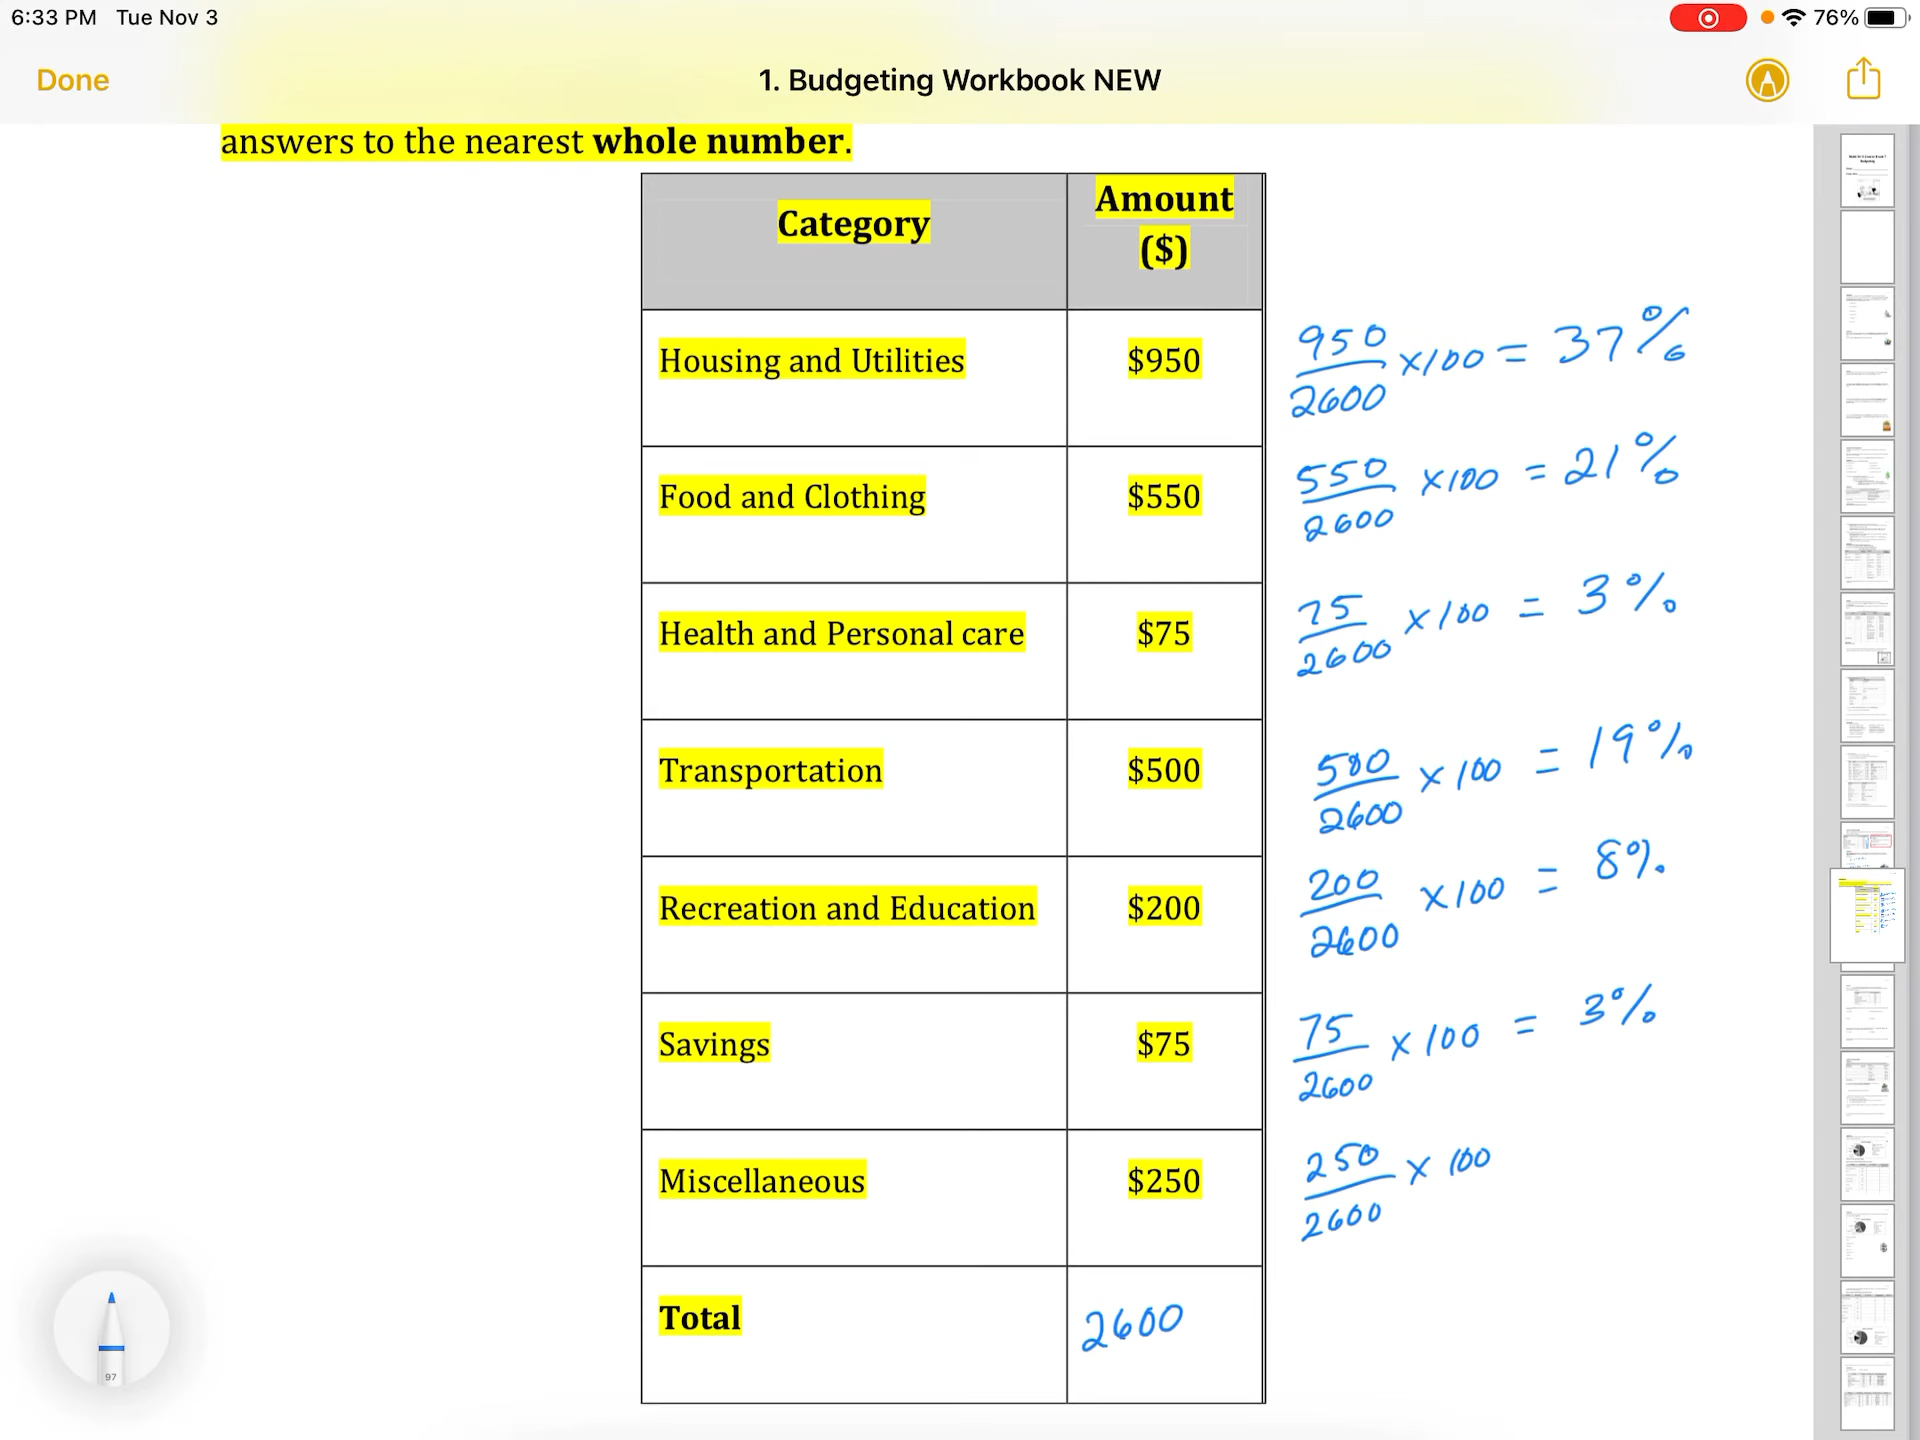 6:33 PM Tue Nov 3
76%
Done
1. Budgeting Workbook NEW
answers to the nearest whole number.
Category
Amount
($)
Housing and Utilities $950
950/2600 x100 = 37%
Food and Clothing $550
550/2600 x100 = 21%
Health and Personal care $75
75/2600 x100 = 3%
Transportation $500
500/2600 x 100 = 19%
Recreation and Education $200
200/2600 x100 = 8%
Savings $75
75/2600 x 100 = 3%
Miscellaneous $250
250/2600 x 100
Total 2600
97